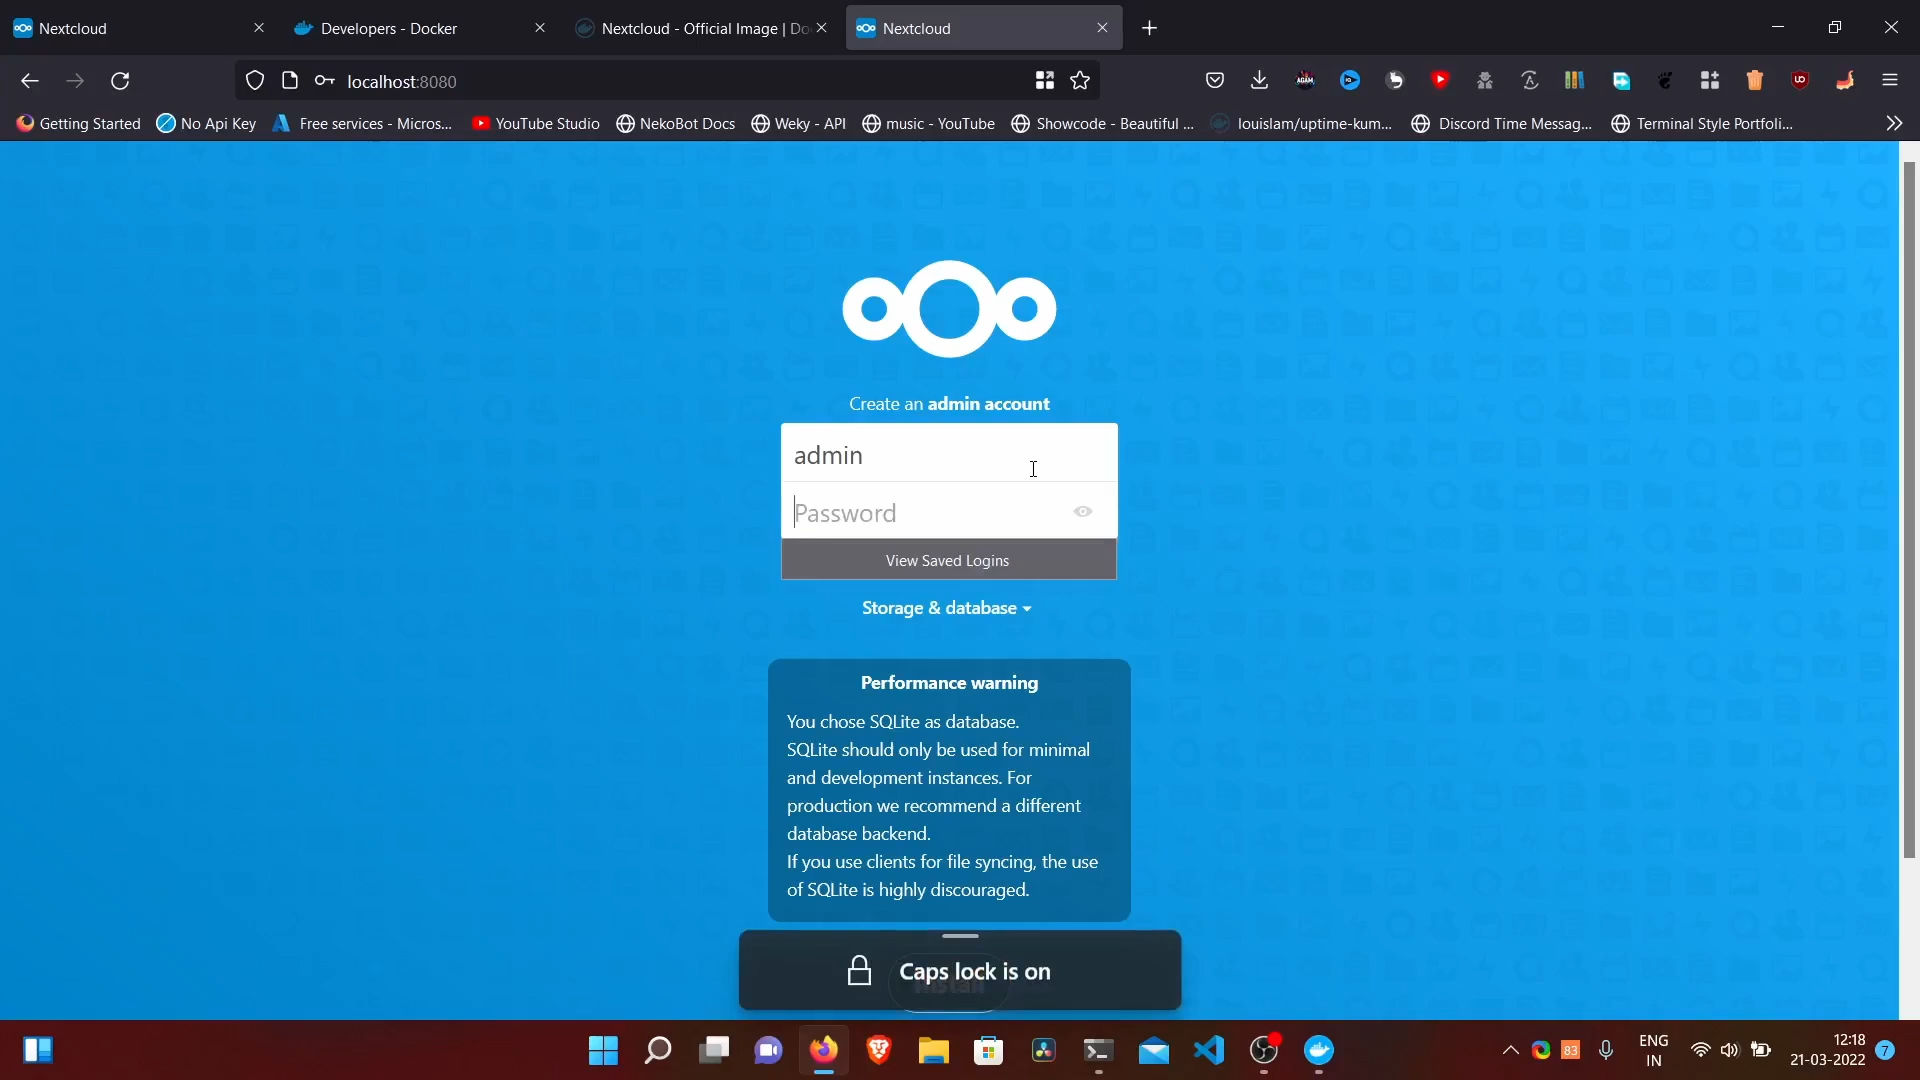 Nextcloud
Developers - Docker
Nextcloud - Official Image | Do
Nextcloud
localhost:8080
Getting Started
No Api Key
Free services - Micros...
YouTube Studio
NekoBot Docs
Weky - API
music - YouTube
Showcode - Beautiful ...
louislam/uptime-kum...
Discord Time Messag...
Terminal Style Portfoli...
Create an admin account
admin
Password
View Saved Logins
Storage & database
Performance warning
You chose SQLite as database.
SQLite should only be used for minimal
and development instances. For
production we recommend a different
database backend.
If you use clients for file syncing, the use
of SQLite is highly discouraged.
Caps lock is on
Install
83
ENG
IN
12:18
21-03-2022
7